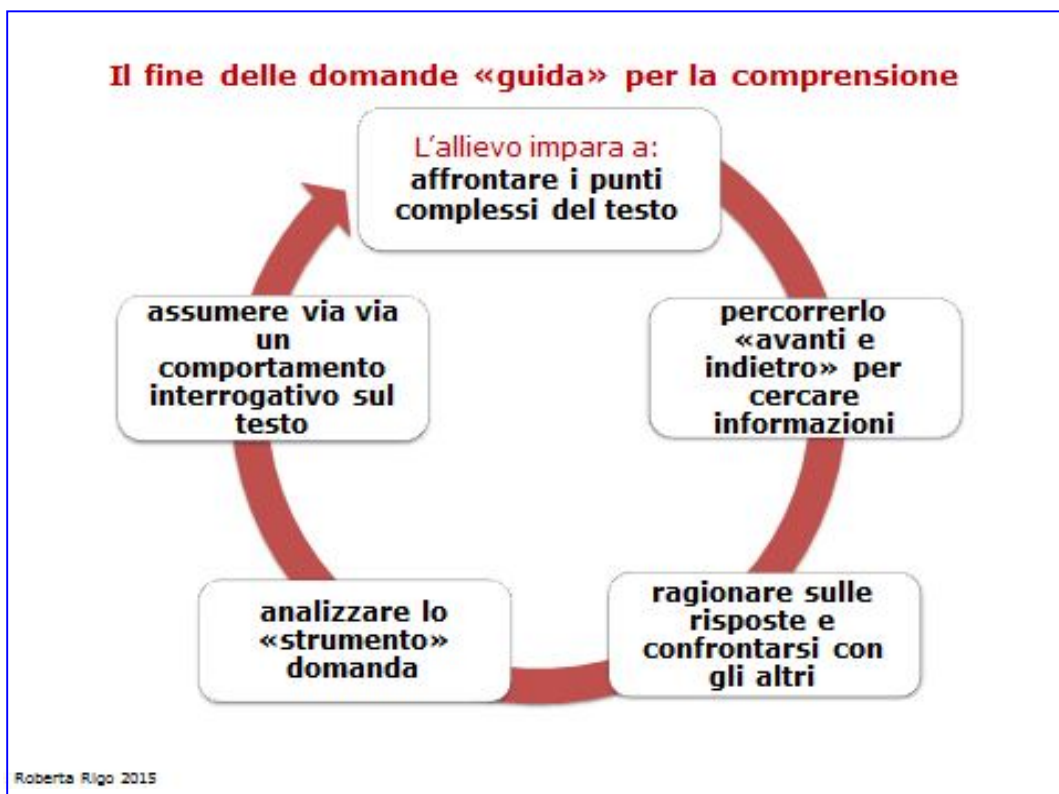 Il fine delle domande «guida» per la comprensione
L'allievo impara a:
affrontare i punti
complessi del testo
percorrerlo
«avanti e
indietro» per
cercare
informazioni
ragionare sulle
risposte e
confrontarsi con
gli altri
analizzare lo
«strumento»
domanda
assumere via via
un
comportamento
interrogativo sul
testo
Roberta Rigo 2015